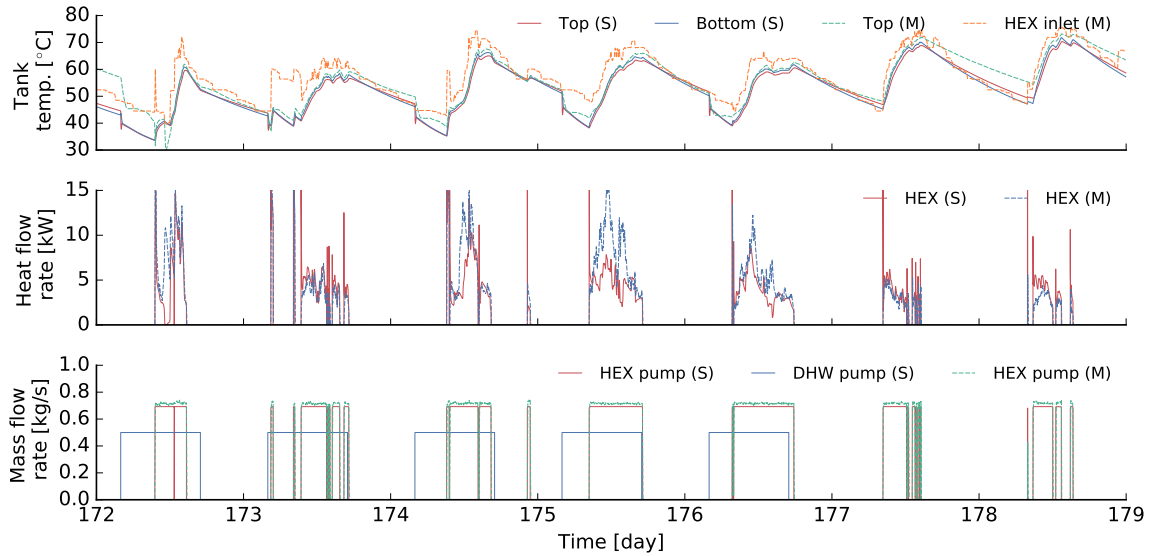 Top (S) Bottom (S) Top (M) HEX inlet (M)
Tank
temp. [°C]
80
70
60
50
40
30
HEX (S) HEX (M)
Heat flow
rate [kW]
15
10
5
0
HEX pump (S) DHW pump (S) HEX pump (M)
Mass flow
rate [kg/s]
1.0
0.8
0.6
0.4
0.2
0.0
172 173 174 175 176 177 178 179
Time [day]